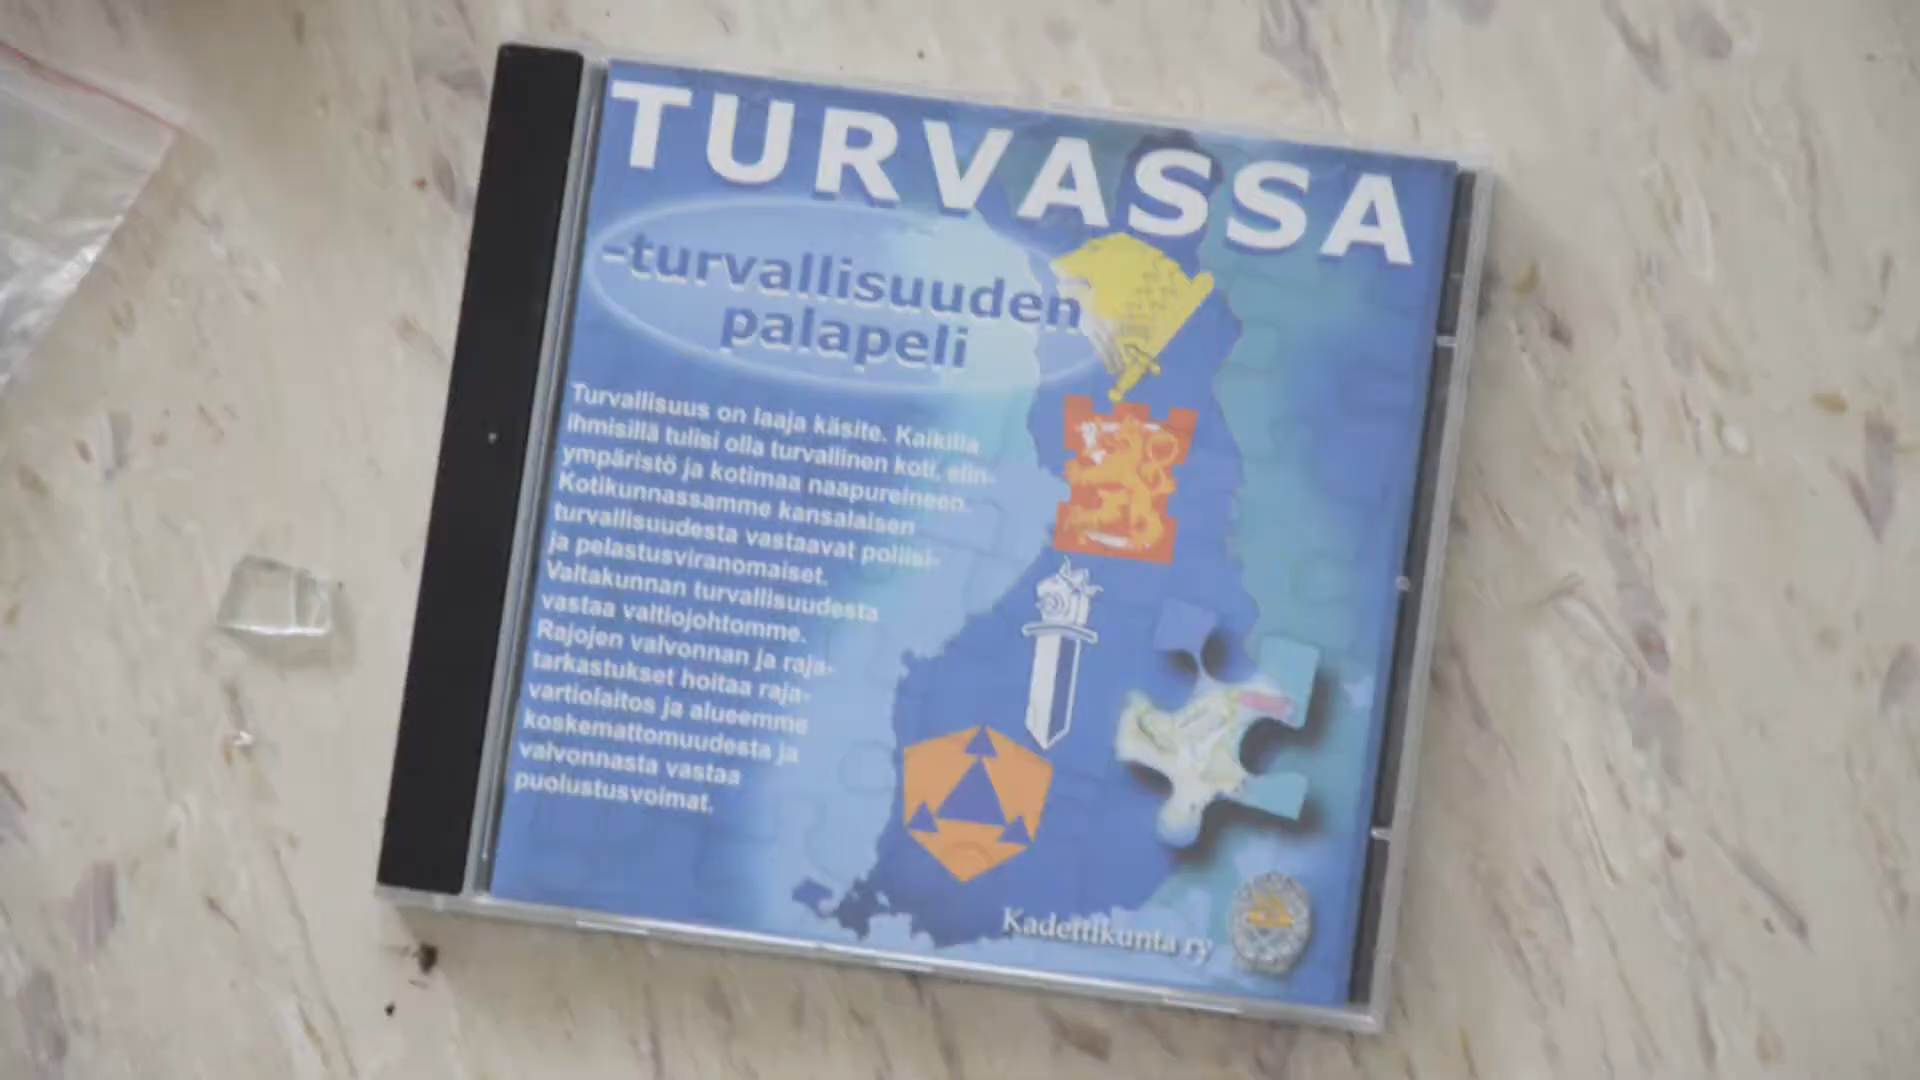 TURVASSA
-turvallisuuden
palapeli
Turvallisuus on laaja käsite. Kaikilla
ihmisillä tulisi olla turvallinen koti, elin-
ympäristö ja kotimaa naapureineen.
Kotikunnassamme kansalaisen
turvallisuudesta vastaavat poliisi-
ja pelastusviranomaiset.
Valtakunnan turvallisuudesta
vastaa valtiojohtomme.
Rajojen valvonnan ja raja-
tarkastukset hoitaa raja-
vartiolaitos ja alueemme
koskemattomuudesta ja
valvonnasta vastaa
puolustusvoimat.
Kadettikunta ry